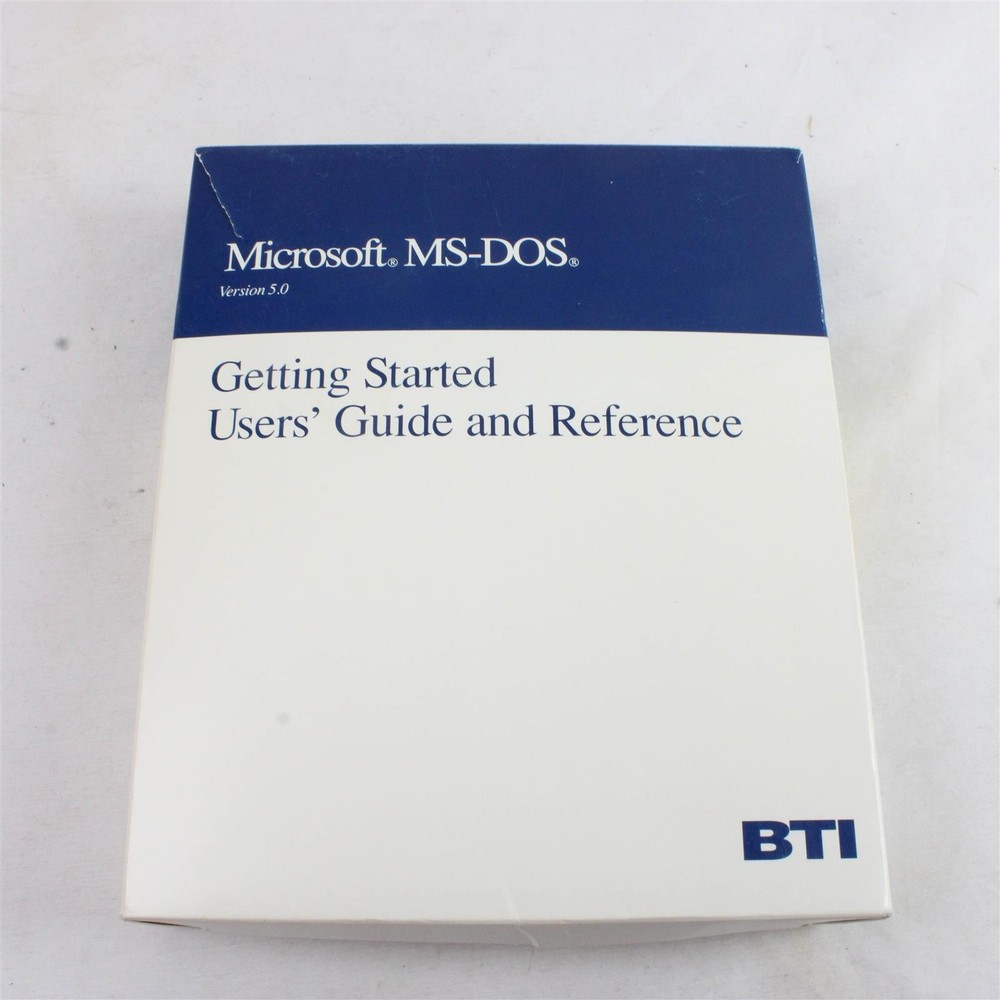 Microsoft® MS-DOS®
Version 5.0
Getting Started
Users' Guide and Reference
BTI